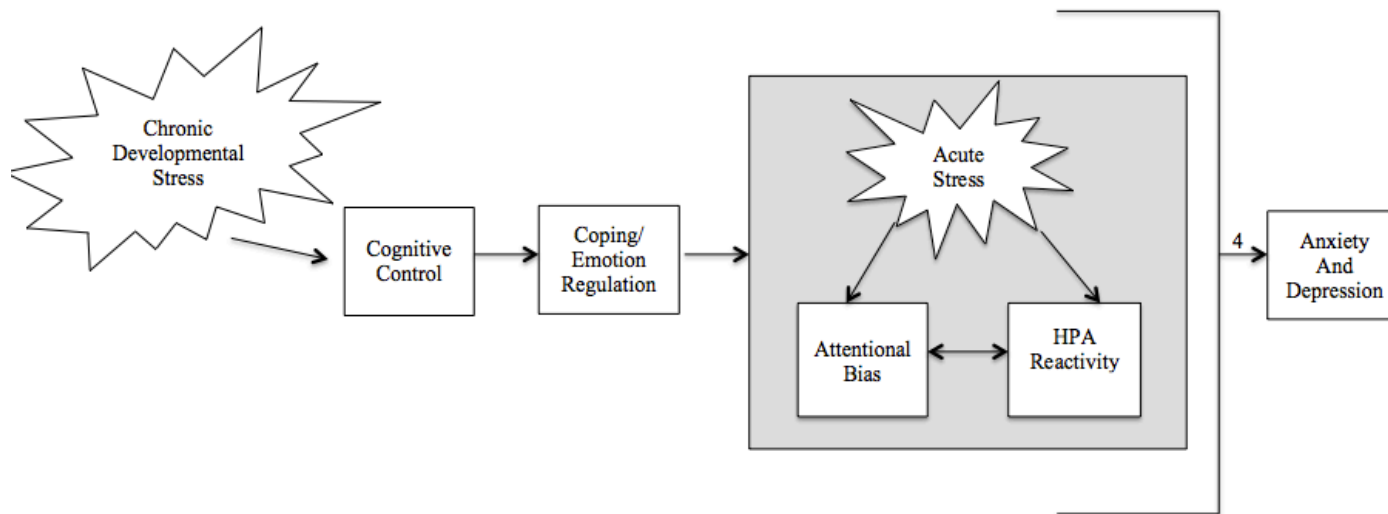 Chronic
Developmental
Stress
Cognitive
Control
Coping/
Emotion
Regulation
Acute
Stress
Attentional
Bias
HPA
Reactivity
4
Anxiety
And
Depression